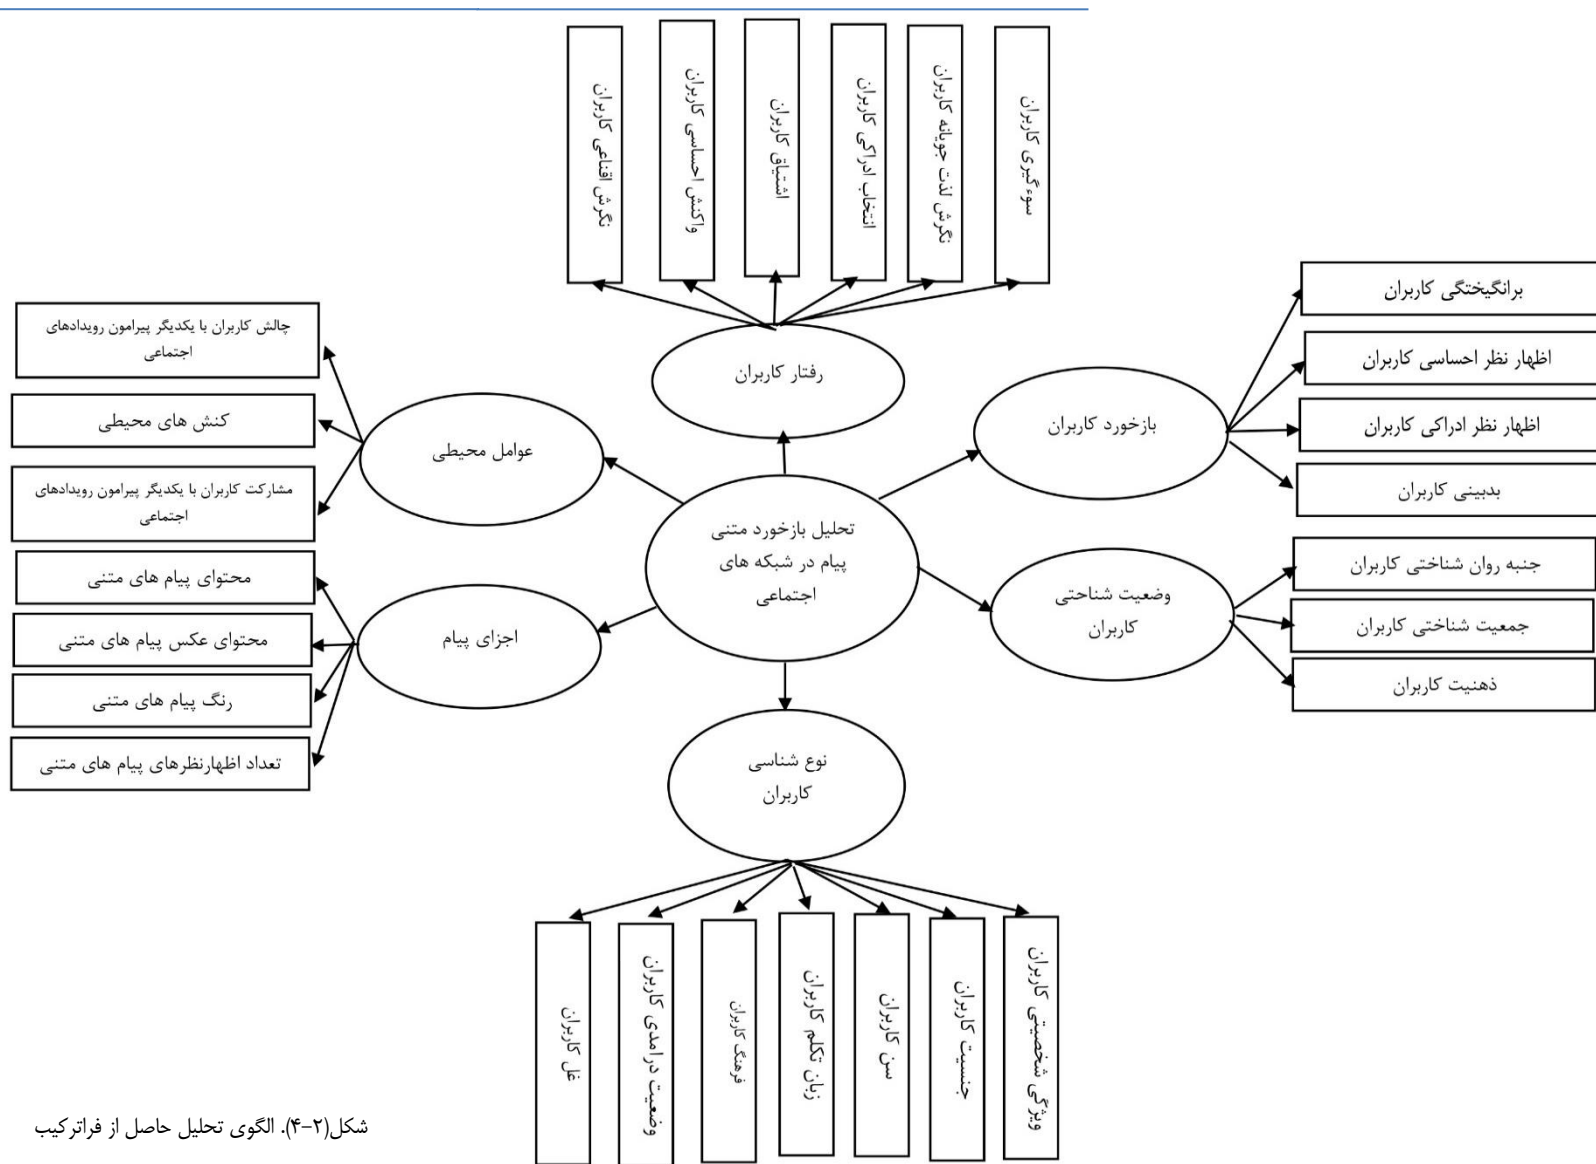 سوءگیری کاربران
نگرش لذت جویانه کاربران
انتخاب ادراکی کاربران
اشتیاق کاربران
واکنش احساسی کاربران
نگرش اقناعی کاربران
رفتار کاربران
برانگیختگی کاربران
اظهار نظر احساسی کاربران
اظهار نظر ادراکی کاربران
بدبینی کاربران
بازخورد کاربران
جنبه روان شناختی کاربران
جمعیت شناختی کاربران
ذهنیت کاربران
وضعیت شناحتی
کاربران
تحلیل بازخورد متنی
پیام در شبکه های
اجتماعی
عوامل محیطی
چالش کاربران با یکدیگر پیرامون رویدادهای
اجتماعی
کنش های محیطی
مشارکت کاربران با یکدیگر پیرامون رویدادهای
اجتماعی
اجزای پیام
محتوای پیام های متنی
محتوای عکس پیام های متنی
رنگ پیام های متنی
تعداد اظهارنظرهای پیام های متنی
نوع شناسی
کاربران
ویژگی شخصیتی کاربران
جنسیت کاربران
سن کاربران
زبان تکلم کاربران
فرهنگ کاربران
وضعیت درامدی کاربران
غل کاربران
شکل(۲-۴). الگوی تحلیل حاصل از فراترکیب